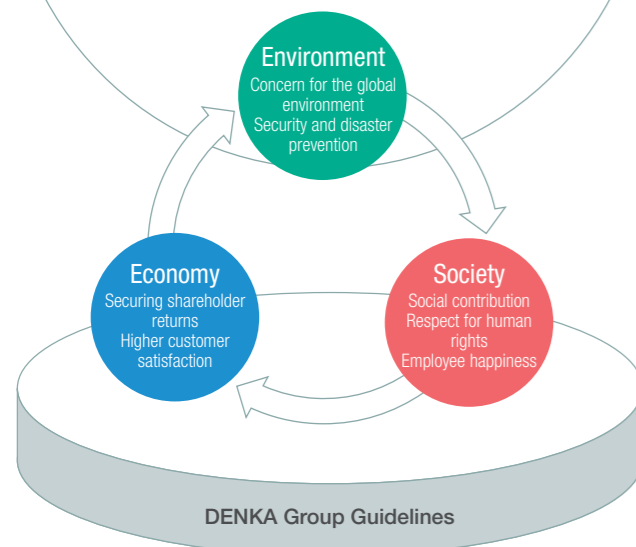 Environment
Concern for the global
environment
Security and disaster
prevention
Economy
Securing shareholder
returns
Higher customer
satisfaction
Society
Social contribution
Respect for human
rights
Employee happiness
DENKA Group Guidelines